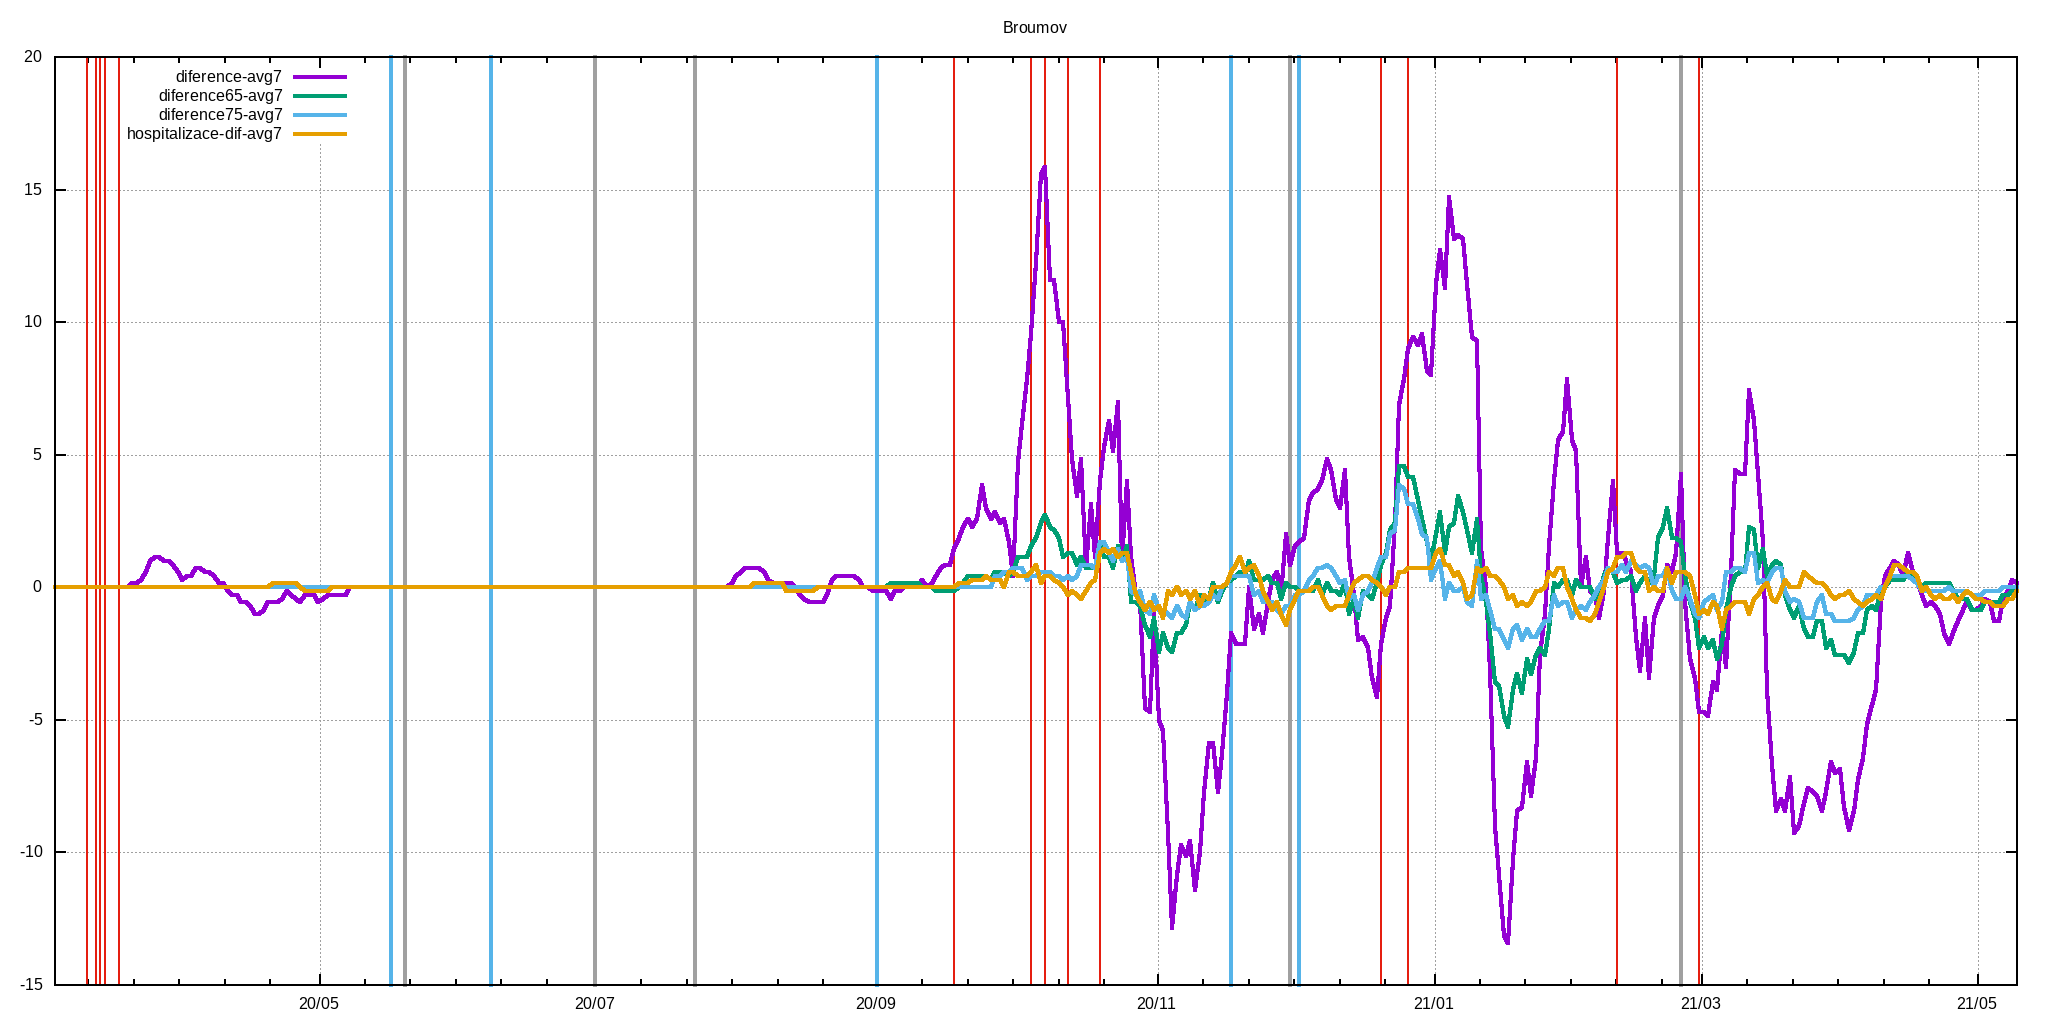 Broumov
20
15
10
5
0
-5
-10
-15
diference-avg7
diference65-avg7
diference75-avg7
hospitalizace-dif-avg7
20/05 20/07 20/09 20/11 21/01 21/03 21/05